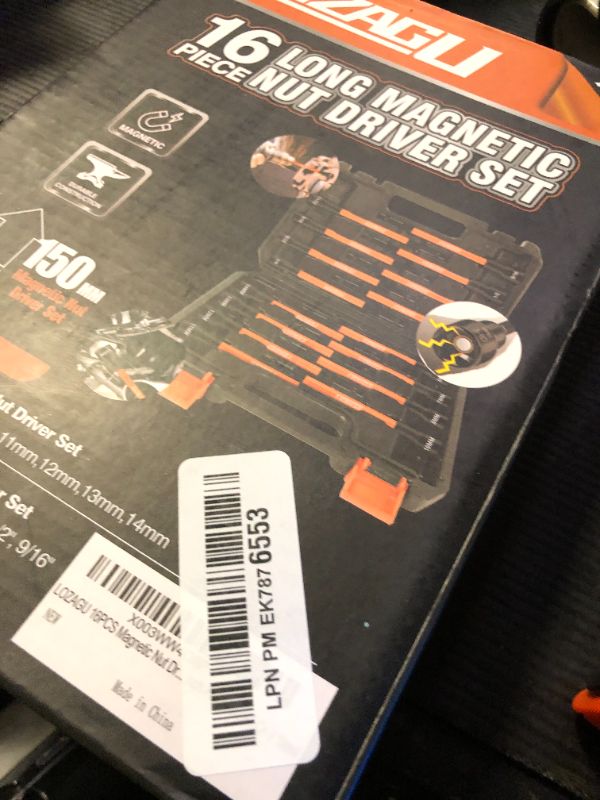 LOZAGU
16 LONG MAGNETIC
PIECE NUT DRIVER SET
MAGNETIC
DURABLE
CONSTRUCTION
150MM
Magnetic Nut
Driver Set
Nut Driver Set
11mm,12mm,13mm,14mm
Set
9/16"
LOZAGU 16PCS Magnetic Nut Dr...
NEW
Made in China
LPN PM EK787 6553